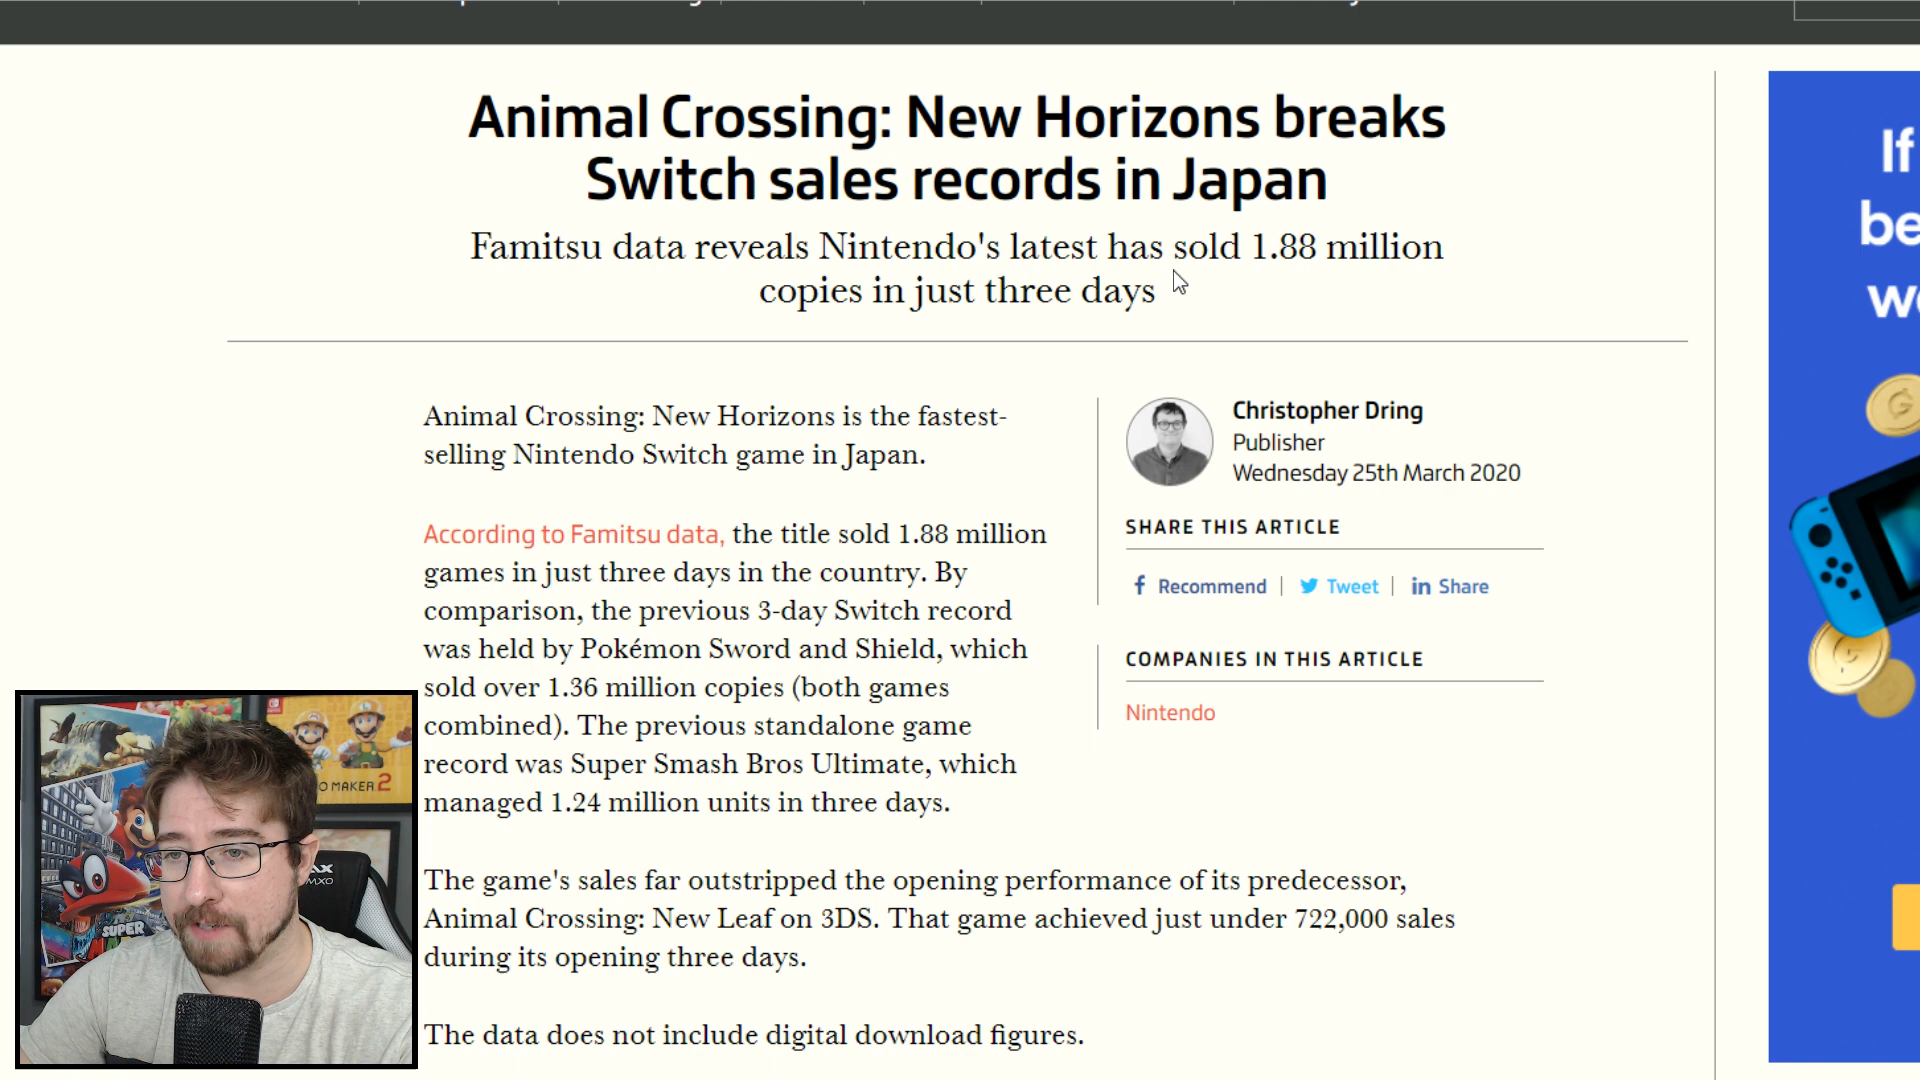 Animal Crossing: New Horizons breaks
Switch sales records in Japan
Famitsu data reveals Nintendo's latest has sold 1.88 million
copies in just three days
Animal Crossing: New Horizons is the fastest-
selling Nintendo Switch game in Japan.
According to Famitsu data, the title sold 1.88 million
games in just three days in the country. By
comparison, the previous 3-day Switch record
was held by Pokémon Sword and Shield, which
sold over 1.36 million copies (both games
combined). The previous standalone game
record was Super Smash Bros Ultimate, which
managed 1.24 million units in three days.
The game's sales far outstripped the opening performance of its predecessor,
Animal Crossing: New Leaf on 3DS. That game achieved just under 722,000 sales
during its opening three days.
The data does not include digital download figures.
Christopher Dring
Publisher
Wednesday 25th March 2020
SHARE THIS ARTICLE
f Recommend | Tweet | in Share
COMPANIES IN THIS ARTICLE
Nintendo
If
be
MAKER 2
SUPER